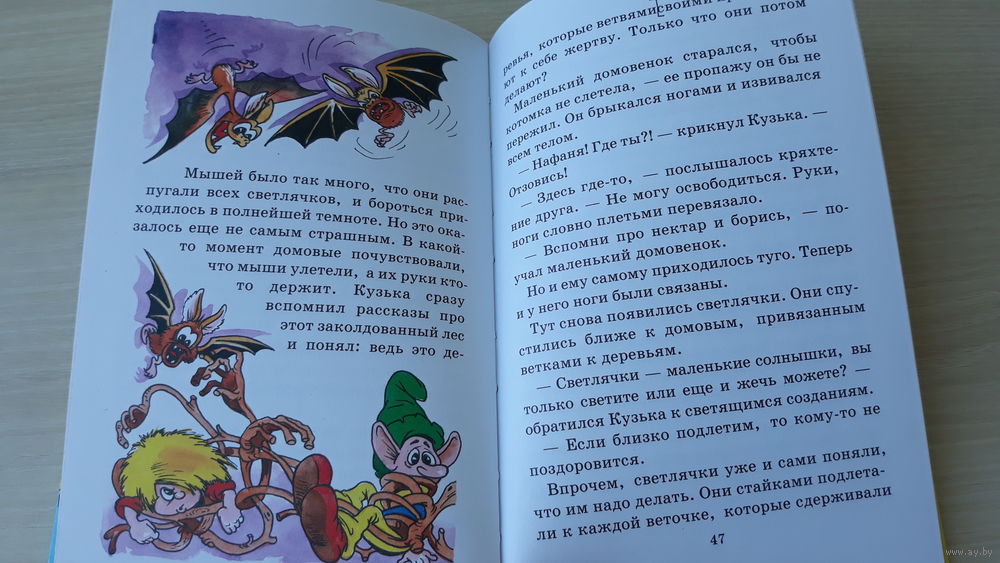 Мышей было так много, что они рас-
пугали всех светлячков, и бороться при-
ходилось в полнейшей темноте. Но это ока-
залось еще не самым страшным. В какой-
то момент домовые почувствовали,
что мыши улетели, а их руки кто-
то держит. Кузька сразу
вспомнил рассказы про
этот заколдованный лес
и понял: ведь это де-
ревья, которые ветвями своими
ют к себе жертву. Только что они потом
делают?
Маленький домовенок старался, чтобы
котомка не слетела, — ее пропажу он бы не
пережил. Он брыкался ногами и извивался
всем телом.
— Нафаня! Где ты?! — крикнул Кузька. —
Отзовись!
— Здесь где-то, — послышалось кряхте-
ние друга. — Не могу освободиться. Руки,
ноги словно плетьми перевязало.
— Вспомни про нектар и борись, — по-
учал маленький домовенок.
Но и ему самому приходилось туго. Теперь
и у него ноги были связаны.
Тут снова появились светлячки. Они спу-
стились ближе к домовым, привязанным
ветками к деревьям.
— Светлячки — маленькие солнышки, вы
только светите или еще и жечь можете? —
обратился Кузька к светящимся созданиям.
— Если близко подлетим, то кому-то не
поздоровится.
Впрочем, светлячки уже и сами поняли,
что им надо делать. Они стайками подлета-
ли к каждой веточке, которые сдерживали
47
www.ay.by